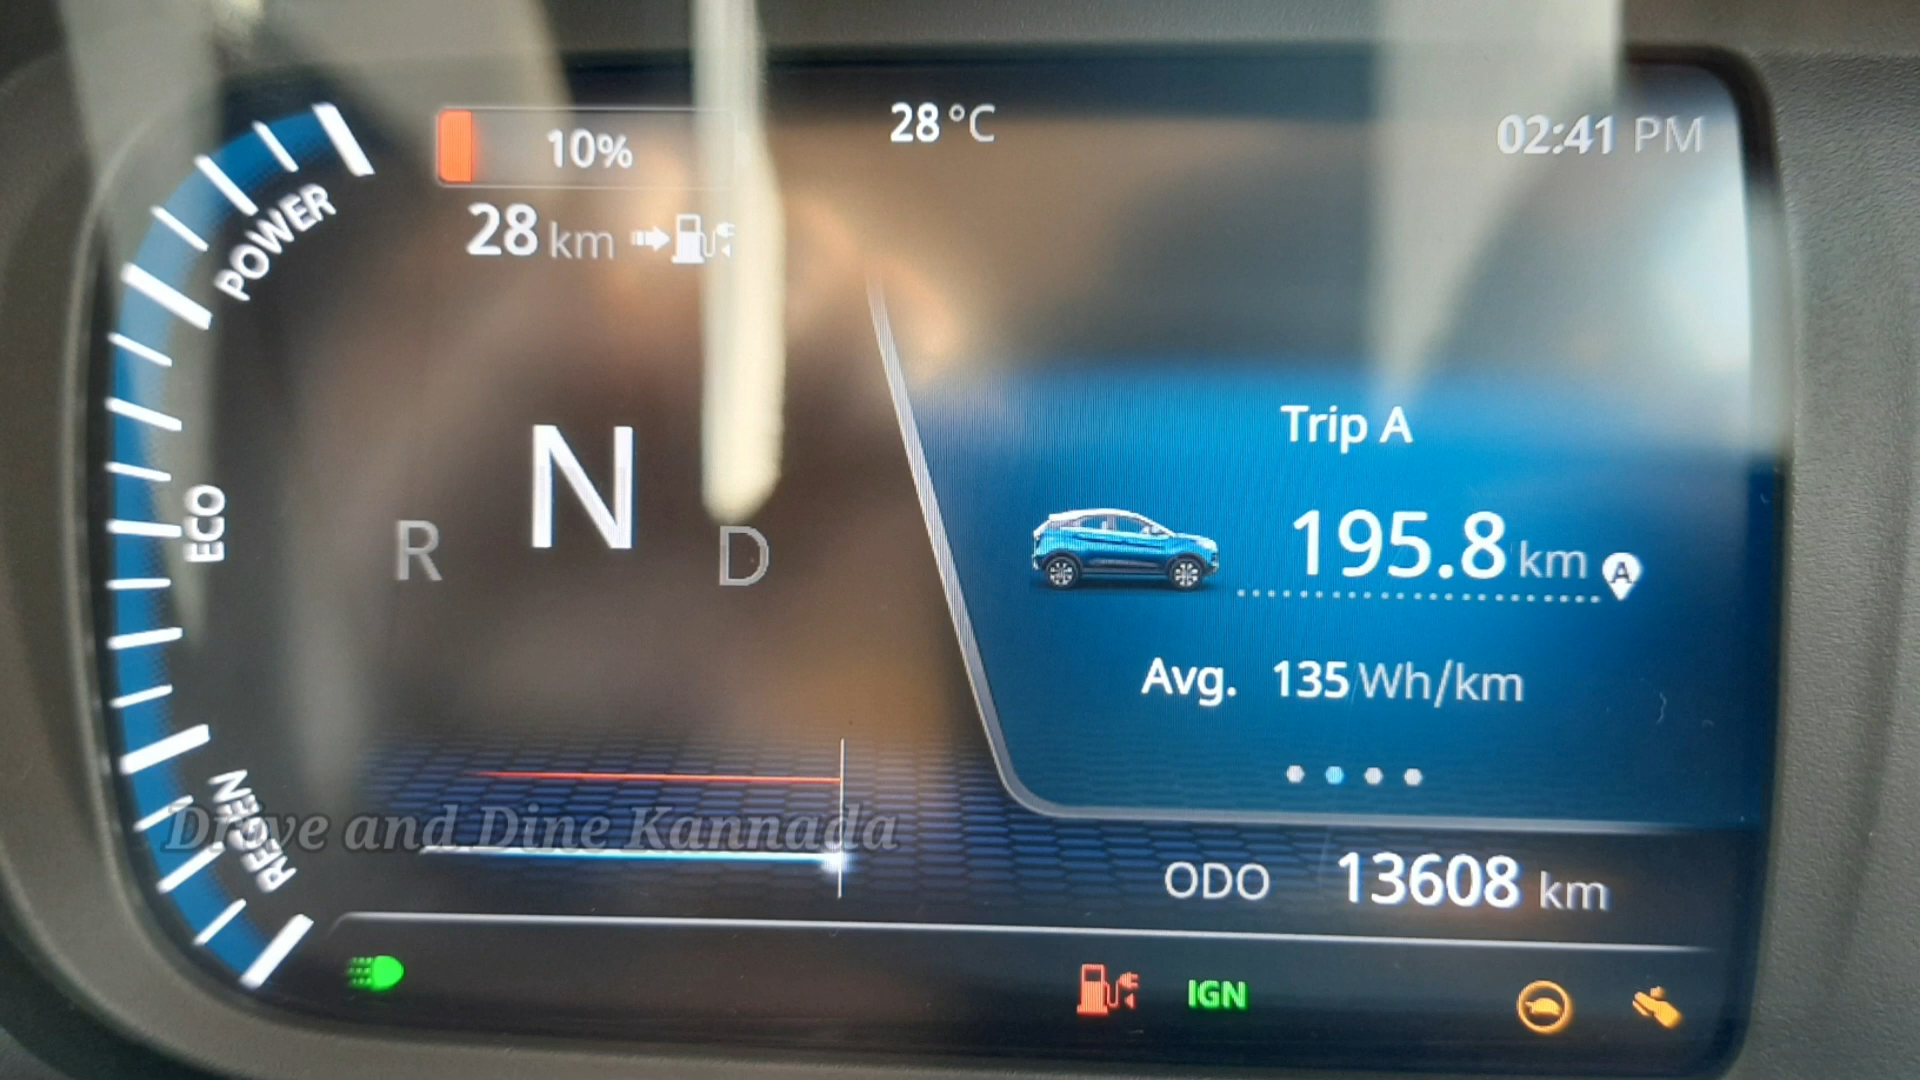 10%
28 °C
02:41 PM
28 km
POWER
ECO
REGEN
R N D
Trip A
195.8 km
A
Avg. 135 Wh/km
Drive and Dine Kannada
ODO 13608 km
IGN